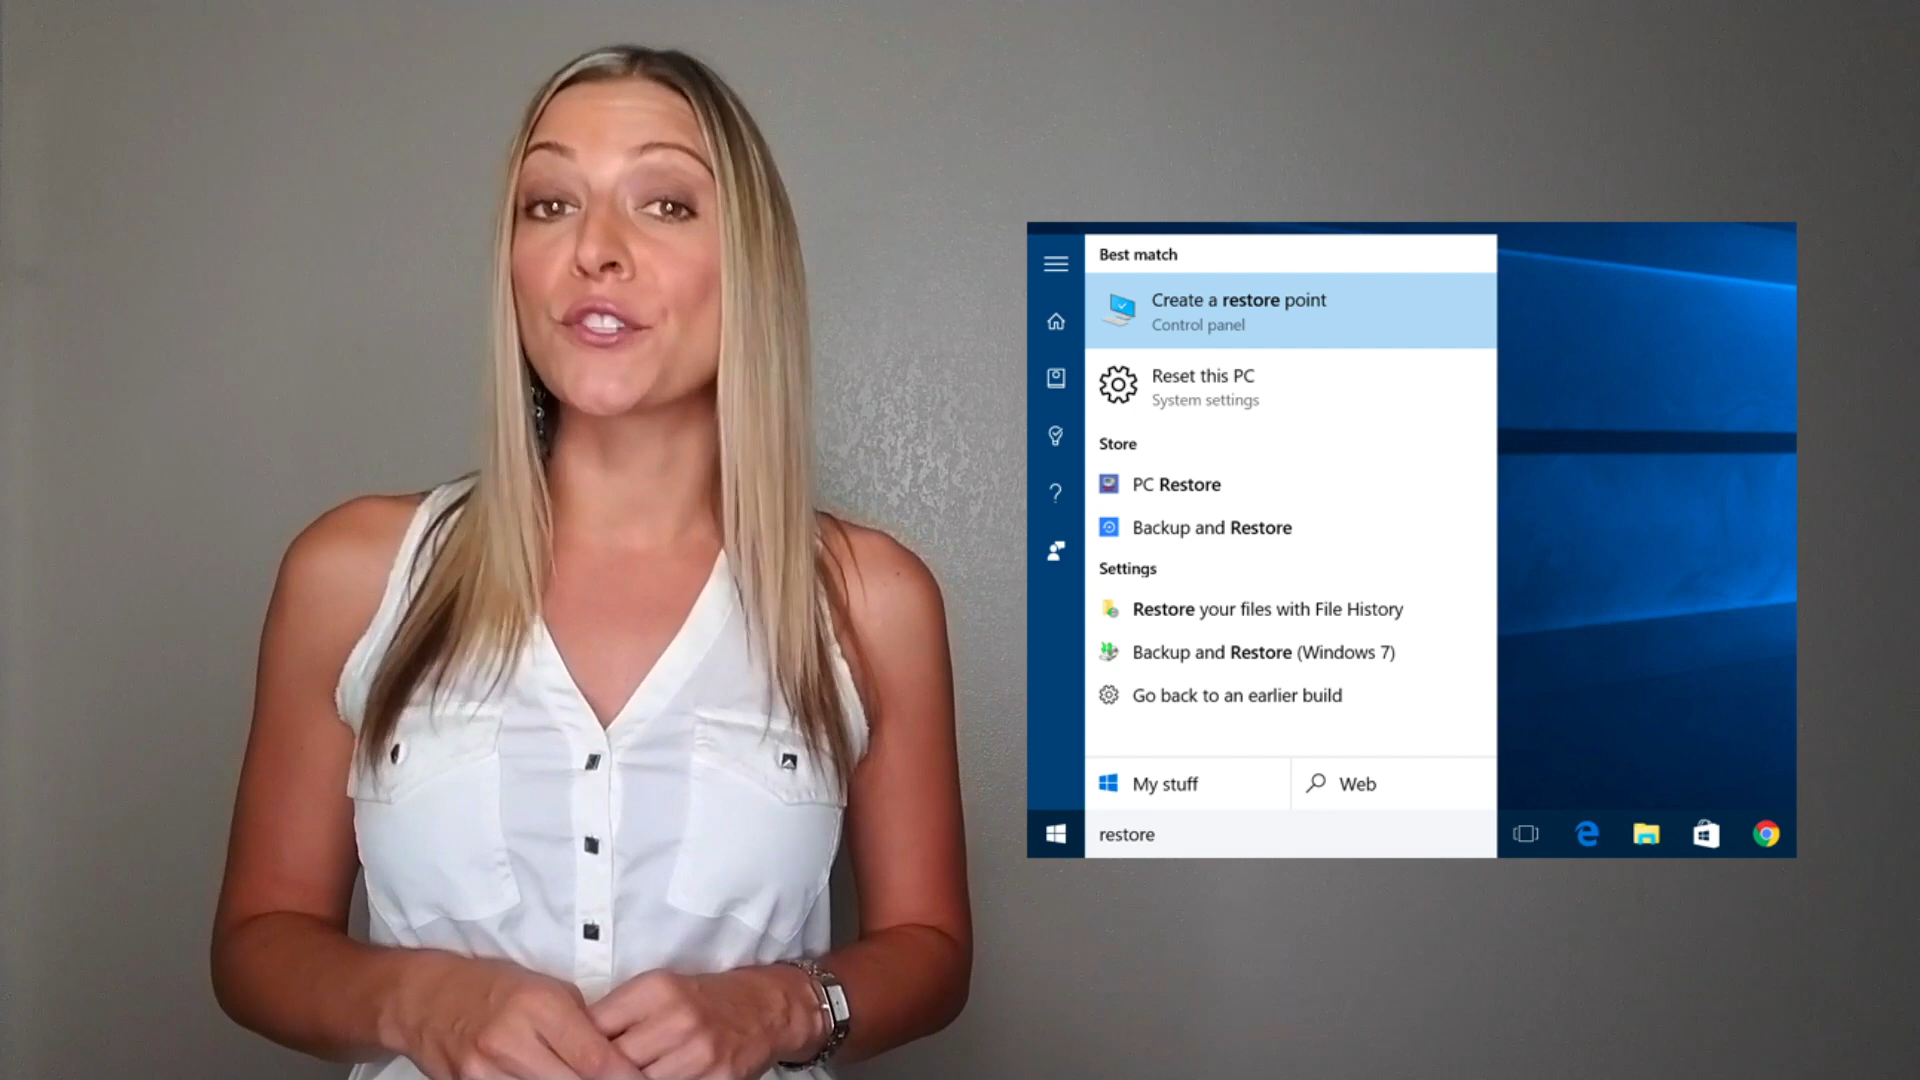 Best match
Create a restore point
Control panel
Reset this PC
System settings
Store
PC Restore
Backup and Restore
Settings
Restore your files with File History
Backup and Restore (Windows 7)
Go back to an earlier build
My stuff
Web
restore